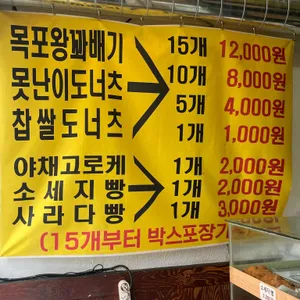 목포왕꽈배기 15개 12,000원
못난이도너츠 10개 8,000원
찹쌀도너츠 5개 4,000원
1개 1,000원
야채고로케 1개 2,000원
소세지빵 1개 2,000원
사라다빵 1개 3,000원
(15개부터 박스포장